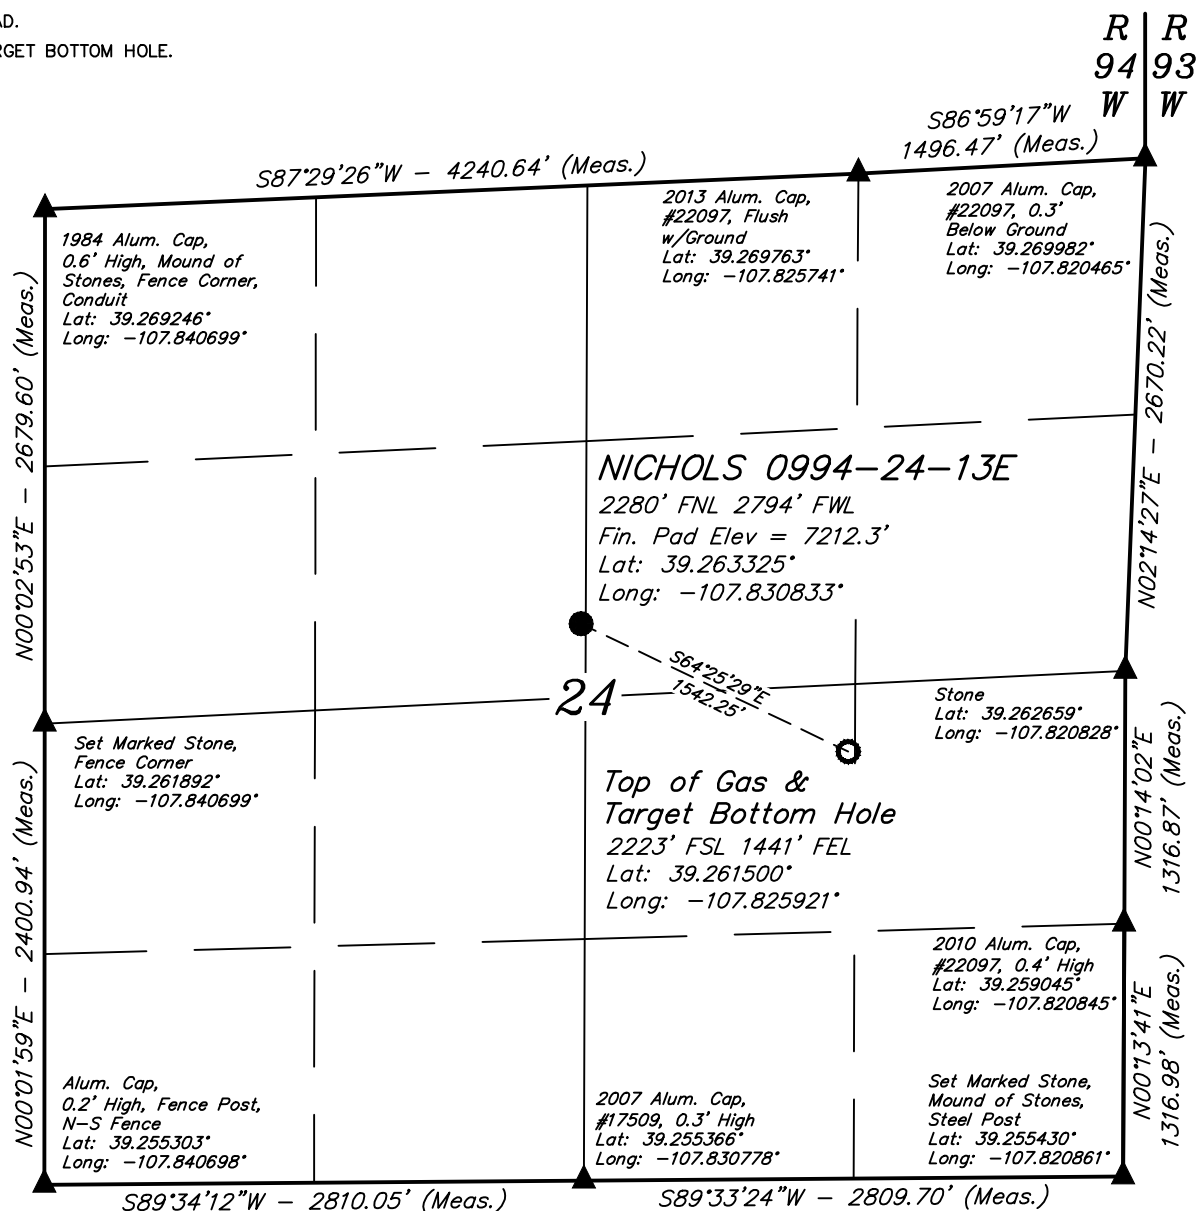 AD.
RGET BOTTOM HOLE.
R R
94 93
W W
S86°59'17"W
1496.47' (Meas.)
S87°29'26"W - 4240.64' (Meas.)
1984 Alum. Cap,
0.6' High, Mound of
Stones, Fence Corner,
Conduit
Lat: 39.269246°
Long: -107.840699°
2013 Alum. Cap,
#22097, Flush
w/Ground
Lat: 39.269763°
Long: -107.825741°
2007 Alum. Cap,
#22097, 0.3'
Below Ground
Lat: 39.269982°
Long: -107.820465°
N00°02'53"E - 2679.60' (Meas.)
N02°14'27"E - 2670.22' (Meas.)
NICHOLS 0994-24-13E
2280' FNL 2794' FWL
Fin. Pad Elev = 7212.3'
Lat: 39.263325°
Long: -107.830833°
S64°25'29"E
1542.25'
24
Stone
Lat: 39.262659°
Long: -107.820828°
Set Marked Stone,
Fence Corner
Lat: 39.261892°
Long: -107.840699°
Top of Gas &
Target Bottom Hole
2223' FSL 1441' FEL
Lat: 39.261500°
Long: -107.825921°
N00°14'02"E
1316.87' (Meas.)
N00°01'59"E - 2400.94' (Meas.)
2010 Alum. Cap,
#22097, 0.4' High
Lat: 39.259045°
Long: -107.820845°
N00°13'41"E
1316.98' (Meas.)
Alum. Cap,
0.2' High, Fence Post,
N-S Fence
Lat: 39.255303°
Long: -107.840698°
2007 Alum. Cap,
#17509, 0.3' High
Lat: 39.255366°
Long: -107.830778°
Set Marked Stone,
Mound of Stones,
Steel Post
Lat: 39.255430°
Long: -107.820861°
S89°34'12"W - 2810.05' (Meas.)
S89°33'24"W - 2809.70' (Meas.)